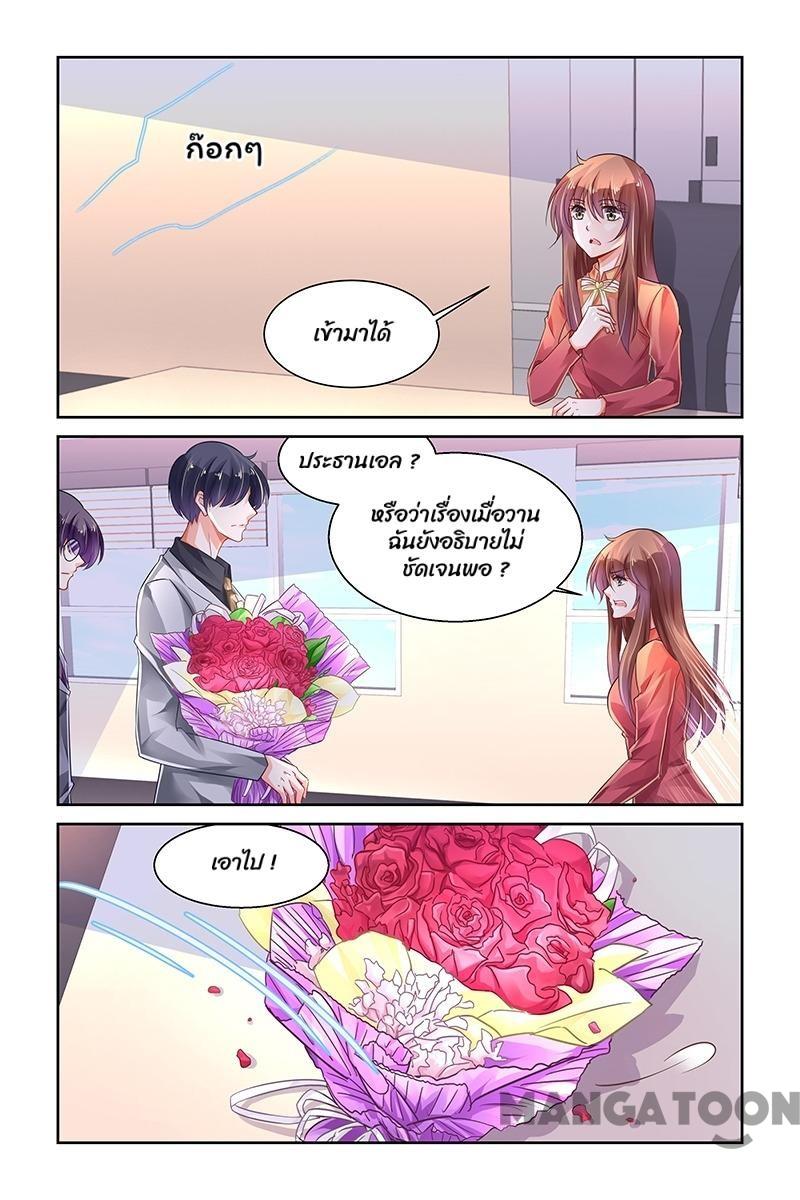 ก๊อกๆ
เข้ามาได้
ประธานเอล ?
หรือว่าเรื่องเมื่อวาน
ฉันยังอธิบายไม่
ชัดเจนพอ ?
เอาไป !
MANGATOON